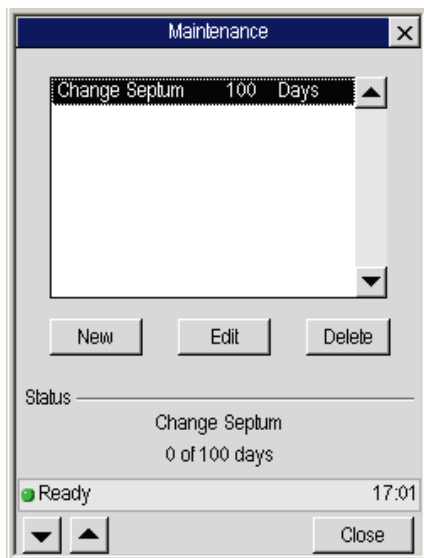 Maintenance
Change Septum 100 Days
New Edit Delete
Status
Change Septum
0 of 100 days
Ready 17:01
Close